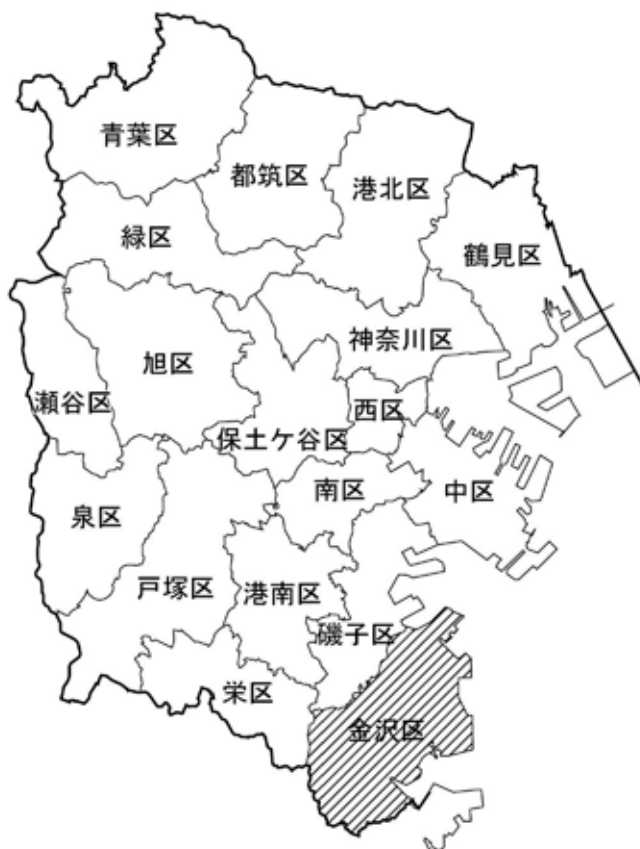 青葉区
都筑区
港北区
緑区
鶴見区
神奈川区
旭区
瀬谷区
西区
保土ケ谷区
南区
中区
泉区
戸塚区
港南区
磯子区
栄区
金沢区